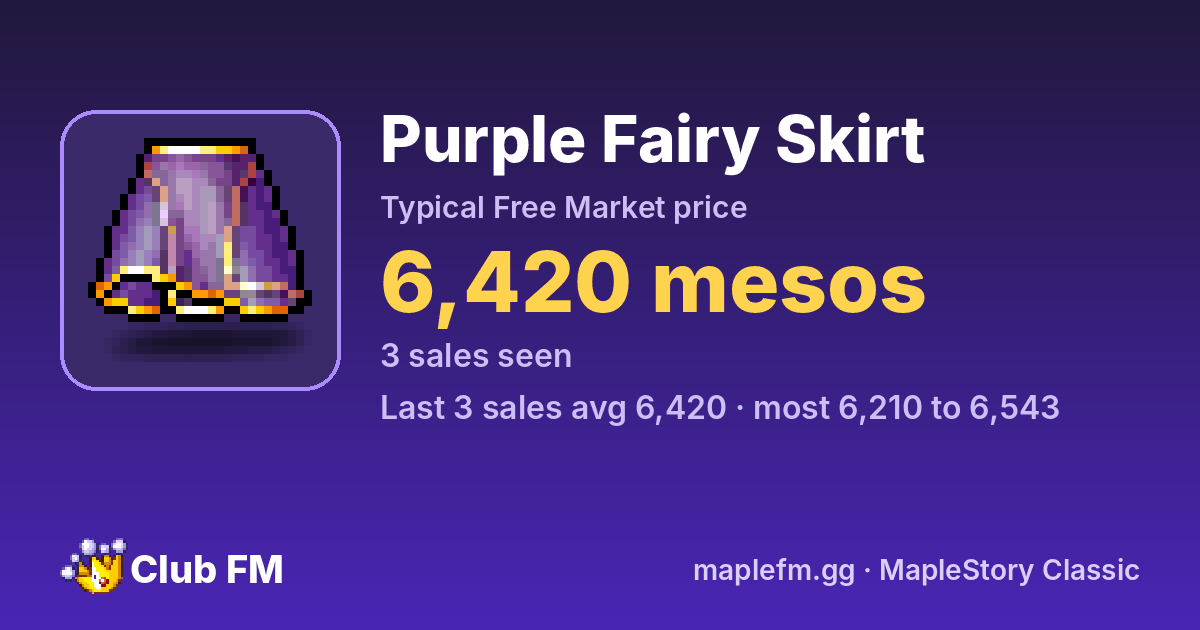 Purple Fairy Skirt
Typical Free Market price
6,420 mesos
3 sales seen
Last 3 sales avg 6,420 · most 6,210 to 6,543
Club FM
maplefm.gg · MapleStory Classic